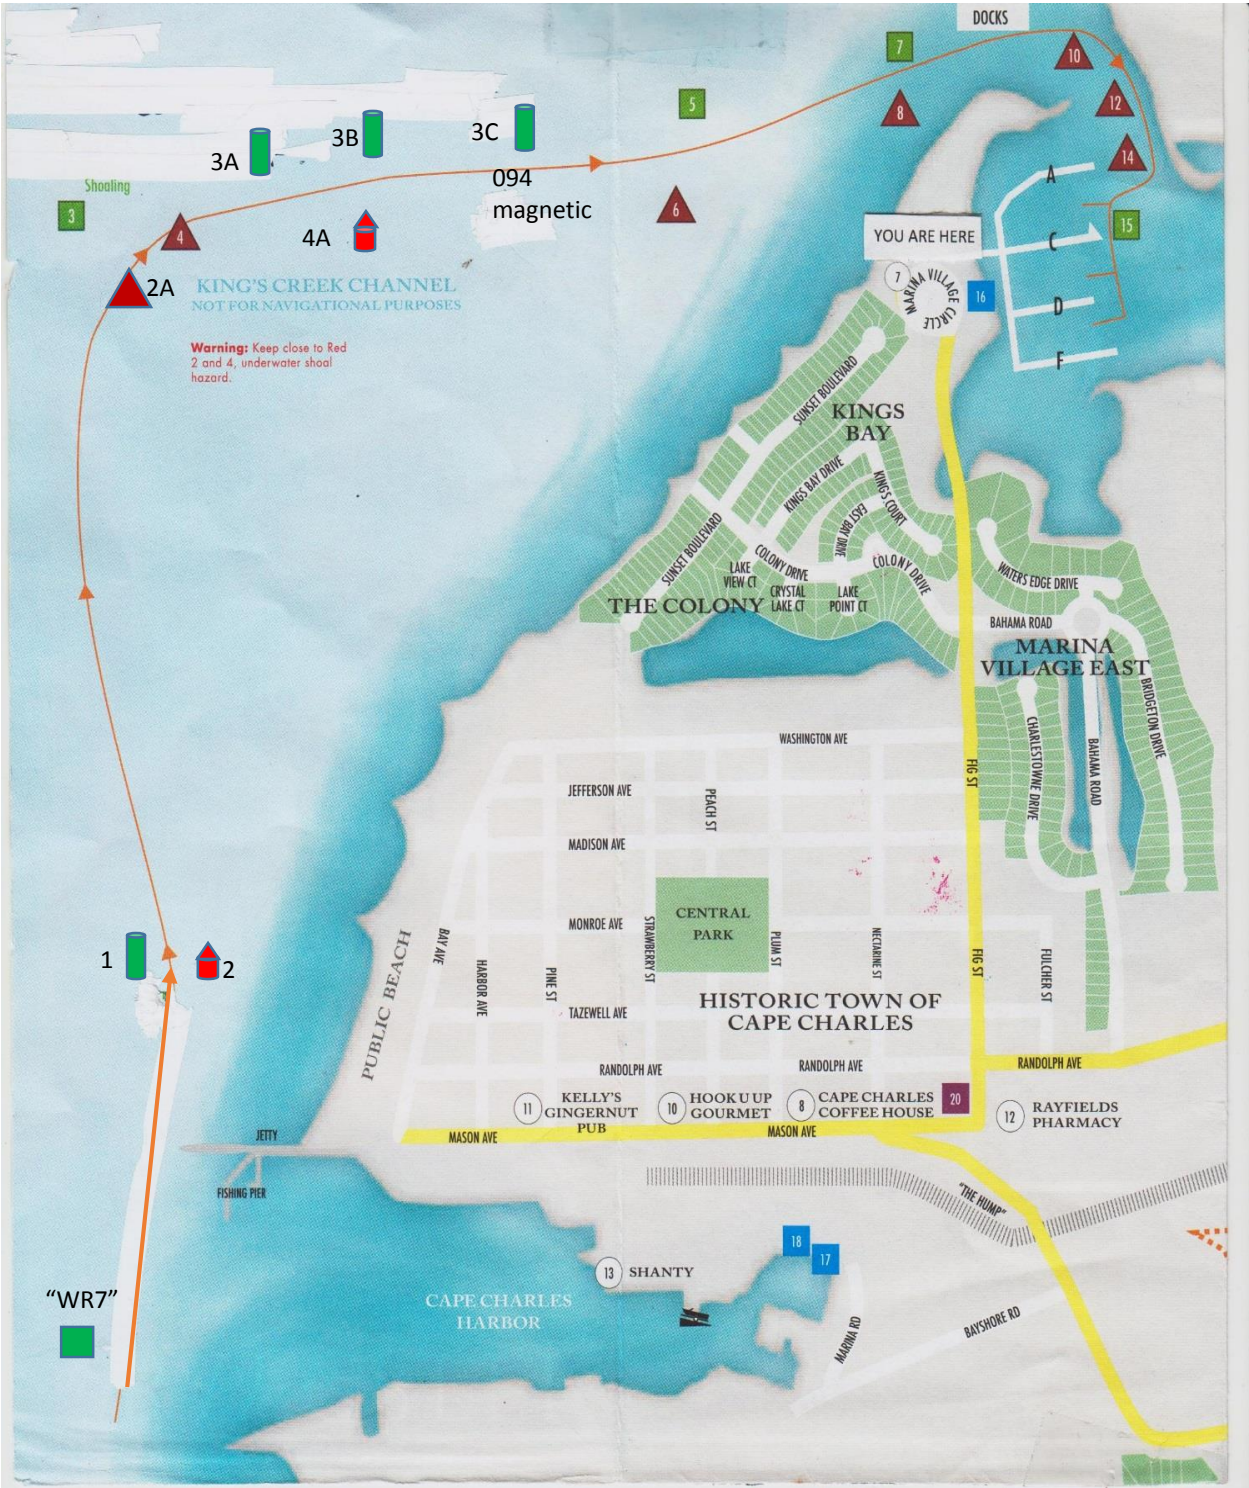 DOCKS
7
10
8
12
5
3B
3C
3A
14
094
magnetic
A
Shoaling
3
4
4A
6
15
YOU ARE HERE
C
2A
KING'S CREEK CHANNEL
NOT FOR NAVIGATIONAL PURPOSES
7
MARINA VILLAGE CIRCLE
16
D
Warning: Keep close to Red
2 and 4, underwater shoal
hazard.
F
SUNSET BOULEVARD
KINGS
BAY
KINGS BAY DRIVE
KING'S COURT
EAST BAY DRIVE
SUNSET BOULEVARD
COLONY DRIVE
COLONY DRIVE
LAKE
VIEW CT
CRYSTAL
LAKE CT
LAKE
POINT CT
WATERS EDGE DRIVE
THE COLONY
BAHAMA ROAD
MARINA
VILLAGE EAST
BRIDGETON DRIVE
CHARLESTOWNE DRIVE
BAHAMA ROAD
WASHINGTON AVE
FIG ST
JEFFERSON AVE
PEACH ST
MADISON AVE
CENTRAL
PARK
MONROE AVE
STRAWBERRY ST
PLUM ST
NECTARINE ST
FIG ST
FULCHER ST
BAY AVE
HARBOR AVE
PINE ST
1
2
PUBLIC BEACH
HISTORIC TOWN OF
CAPE CHARLES
TAZEWELL AVE
RANDOLPH AVE
RANDOLPH AVE
RANDOLPH AVE
11
KELLY'S
GINGERNUT
PUB
10
HOOK U UP
GOURMET
8
CAPE CHARLES
COFFEE HOUSE
20
12
RAYFIELDS
PHARMACY
MASON AVE
MASON AVE
JETTY
FISHING PIER
"THE HUMP"
18
17
13
SHANTY
"WR7"
CAPE CHARLES
HARBOR
MARINA RD
BAYSHORE RD